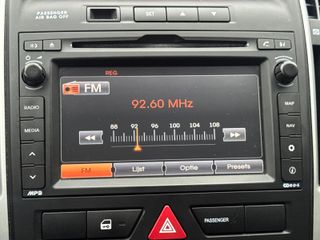 PASSENGER
AIR BAG OFF
SET
REG
FM
RADIO
MAP
92.60 MHz
MEDIA
NAV
88 92 96 100 104 108
FM Lijst Optie Presets
MP3
PASSENGER